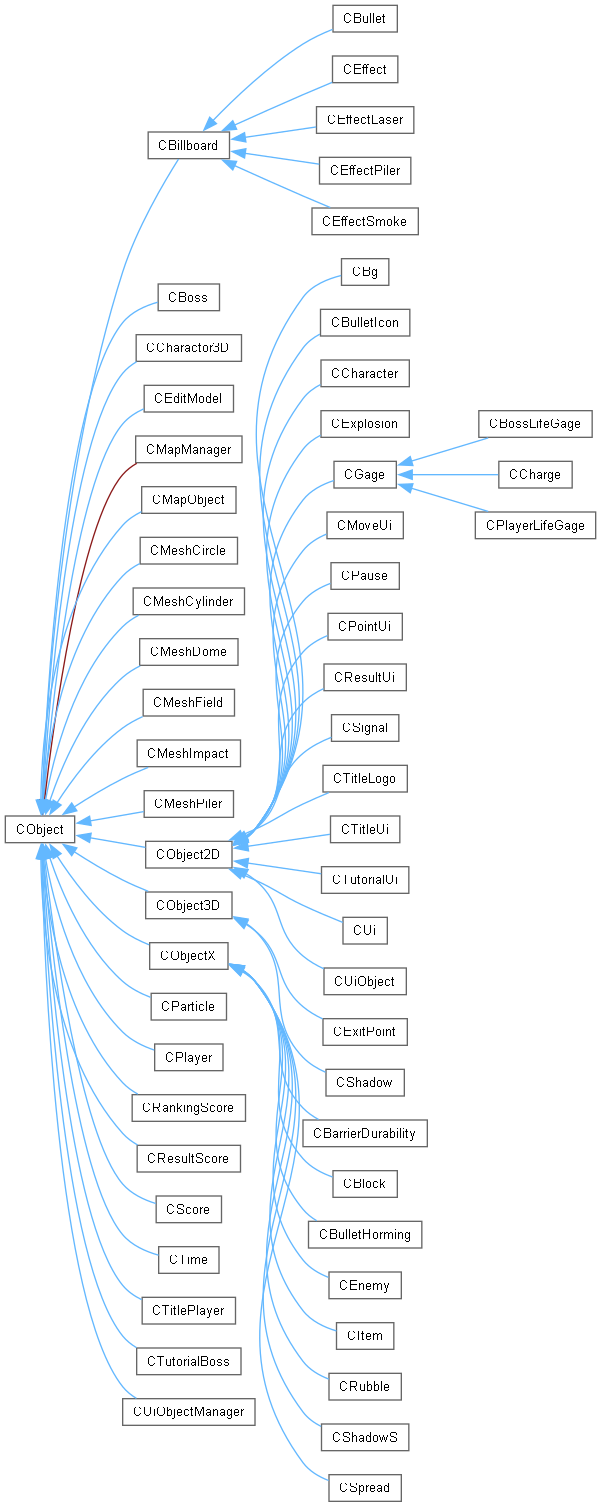 CBullet
CEffect
CEffectLaser
CBillboard
CEffectPiler
CEffectSmoke
CBg
CBoss
CBulletIcon
CCharactor3D
CCharacter
CEditModel
CExplosion
CBossLifeGage
CMapManager
CGage
CCharge
CMapObject
CMoveUi
CPlayerLifeGage
CMeshCircle
CPause
CMeshCylinder
CPointUi
CMeshDome
CResultUi
CMeshField
CSignal
CMeshImpact
CTitleLogo
CMeshPiler
CObject
CTitleUi
CObject2D
CTutorialUi
CObject3D
CUi
CObjectX
CUiObject
CParticle
CExitPoint
CPlayer
CShadow
CRankingScore
CBarrierDurability
CResultScore
CBlock
CScore
CBulletHorming
CTime
CEnemy
CTitlePlayer
CItem
CTutorialBoss
CRubble
CUiObjectManager
CShadowS
CSpread